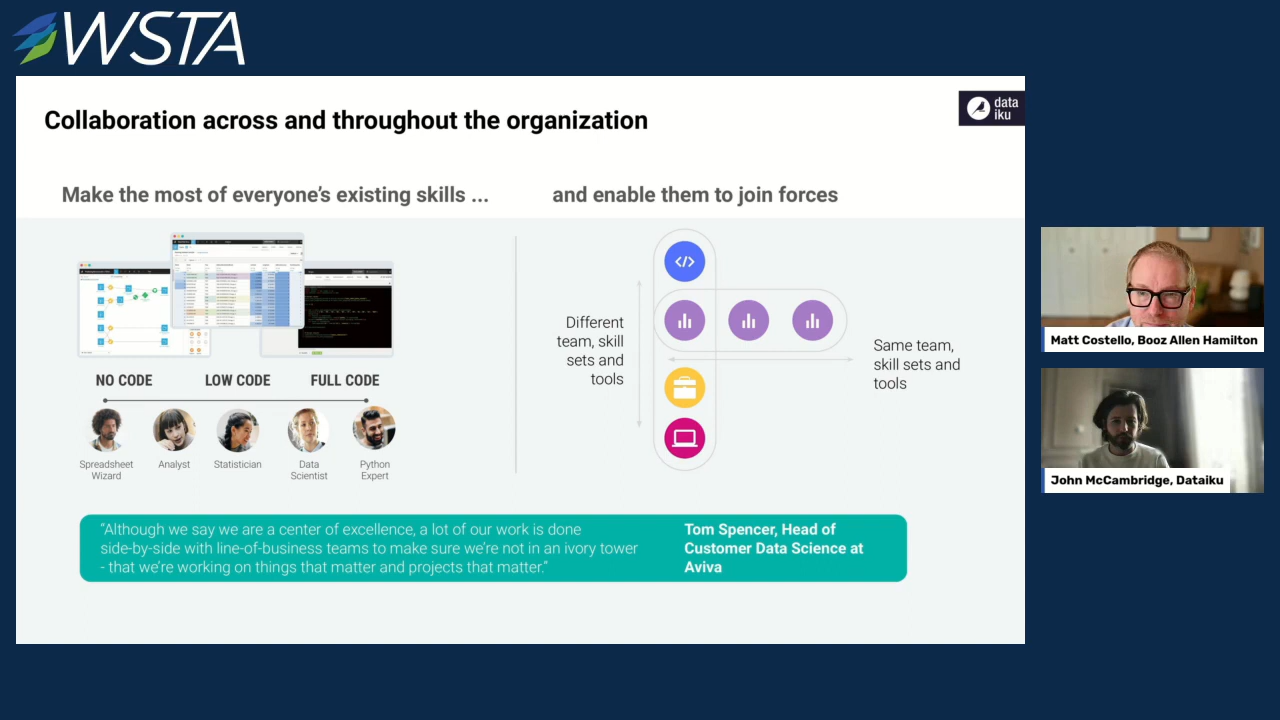 WSTA
Collaboration across and throughout the organization
data
iku
Make the most of everyone’s existing skills ...
and enable them to join forces
NO CODE
LOW CODE
FULL CODE
Spreadsheet
Wizard
Analyst
Statistician
Data
Scientist
Python
Expert
</>
Different
team, skill
sets and
tools
Same team,
skill sets and
tools
“Although we say we are a center of excellence, a lot of our work is done
side-by-side with line-of-business teams to make sure we’re not in an ivory tower
- that we’re working on things that matter and projects that matter.”
Tom Spencer, Head of
Customer Data Science at
Aviva
Matt Costello, Booz Allen Hamilton
John McCambridge, Dataiku